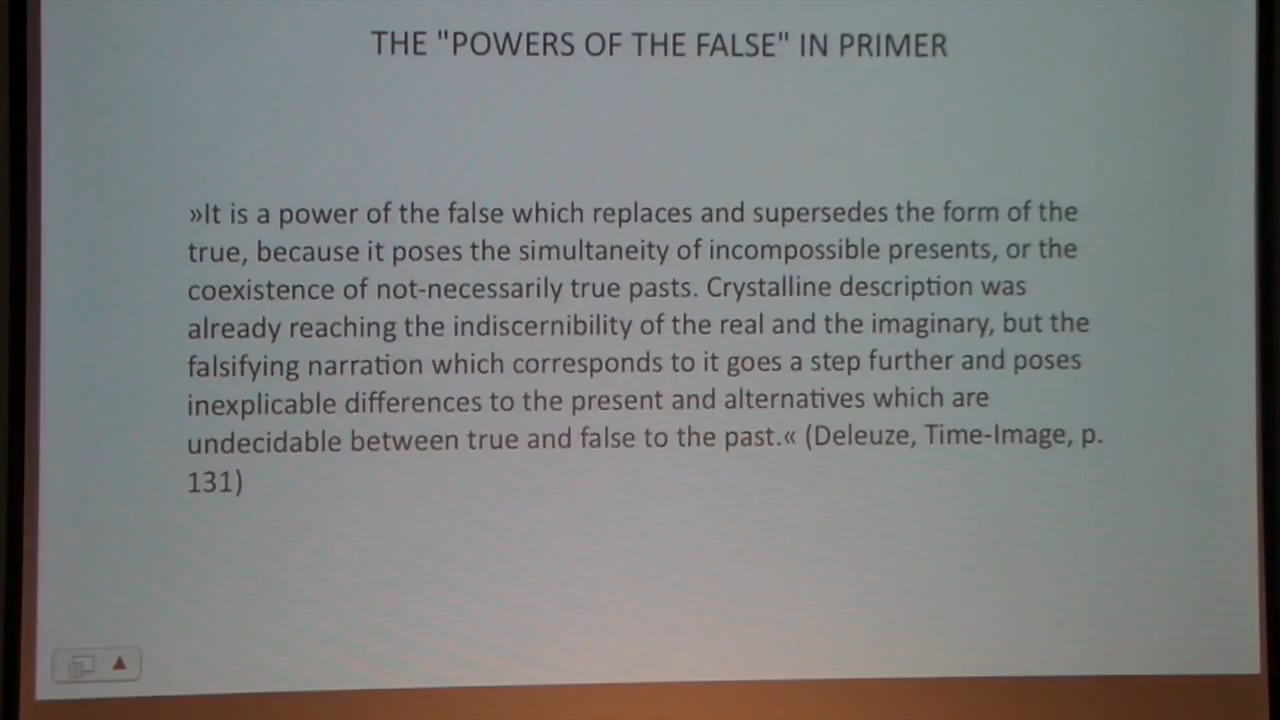 THE "POWERS OF THE FALSE" IN PRIMER
»It is a power of the false which replaces and supersedes the form of the
true, because it poses the simultaneity of incompossible presents, or the
coexistence of not-necessarily true pasts. Crystalline description was
already reaching the indiscernibility of the real and the imaginary, but the
falsifying narration which corresponds to it goes a step further and poses
inexplicable differences to the present and alternatives which are
undecidable between true and false to the past.« (Deleuze, Time-Image, p.
131)